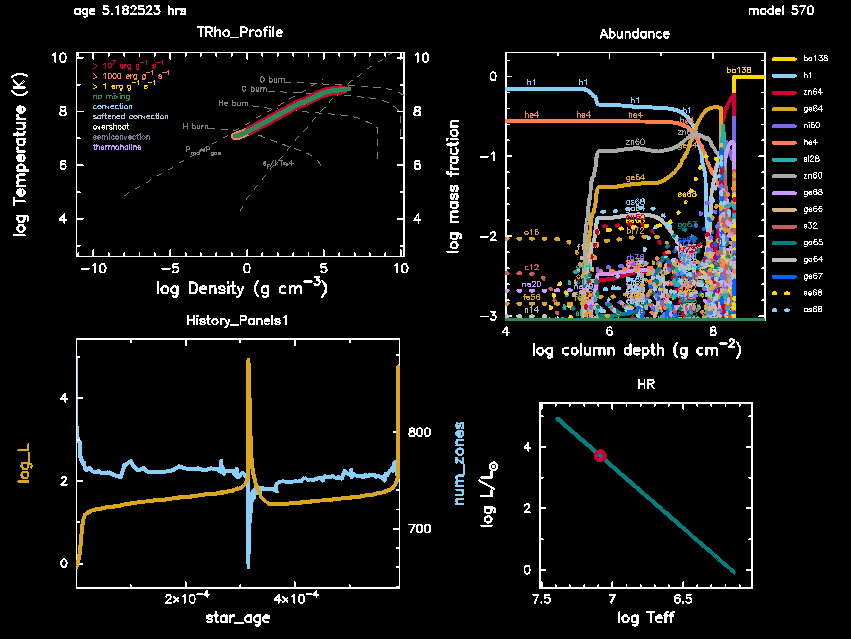 age 5.182523 hrs
model 570
TRho_Profile
> 10⁷ erg g⁻¹ s⁻¹
> 1000 erg g⁻¹ s⁻¹
> 1 erg g⁻¹ s⁻¹
no mixing
convection
softened convection
overshoot
semiconvection
thermohaline
O burn
C burn
He burn
H burn
10
8
6
4
10
8
6
4
−10
−5
0
5
10
log Temperature (K)
log Density (g cm⁻³)
Abundance
0
−1
−2
−3
4
6
8
log mass fraction
log column depth (g cm⁻²)
ba138
h1
h1
h1
he4
he4
he4
zn60
ge64
o16
c12
ne20
fe56
n14
ba138
h1
zn64
ge64
ni60
he4
si28
zn60
ge68
ge66
s32
ga65
ga64
ge67
se68
as68
History_Panels1
4
2
0
800
700
2×10⁻⁴
4×10⁻⁴
log_L
num_zones
star_age
HR
4
2
0
7.5
7
6.5
log L/L⊙
log Teff